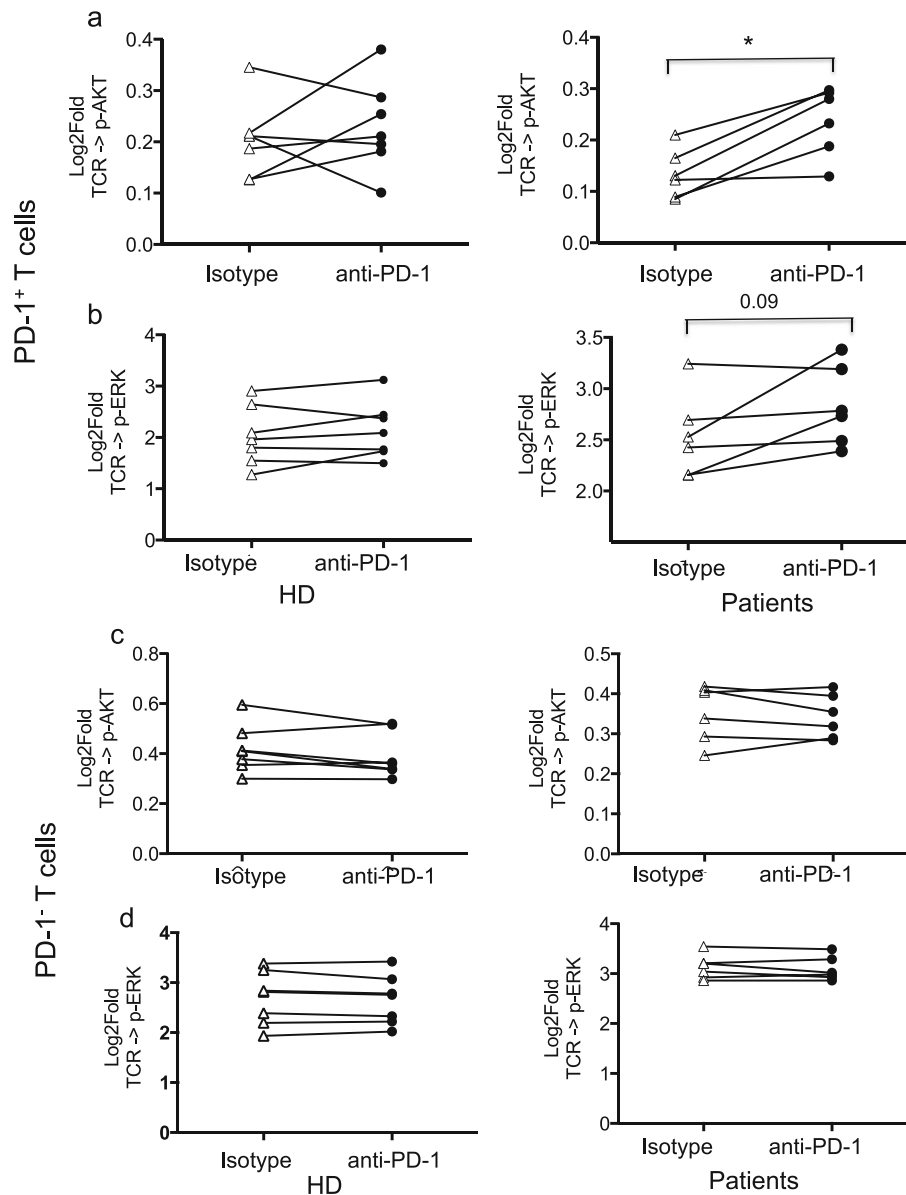 a
PD-1+ T cells
Log2Fold
TCR -> p-AKT
0.4
0.3
0.2
0.1
0.0
Isotype anti-PD-1
Log2Fold
TCR -> p-AKT
0.4
0.3
0.2
0.1
0.0
*
Isotype anti-PD-1
b
Log2Fold
TCR -> p-ERK
4
3
2
1
0
Isotype anti-PD-1
HD
Log2Fold
TCR -> p-ERK
3.5
3.0
2.5
2.0
0.09
Isotype anti-PD-1
Patients
c
PD-1- T cells
Log2Fold
TCR -> p-AKT
0.8
0.6
0.4
0.2
0.0
Isotype anti-PD-1
Log2Fold
TCR -> p-AKT
0.5
0.4
0.3
0.2
0.1
0.0
Isotype anti-PD-1
d
Log2Fold
TCR -> p-ERK
4
3
2
1
0
Isotype anti-PD-1
HD
Log2Fold
TCR -> p-ERK
4
3
2
1
0
Isotype anti-PD-1
Patients